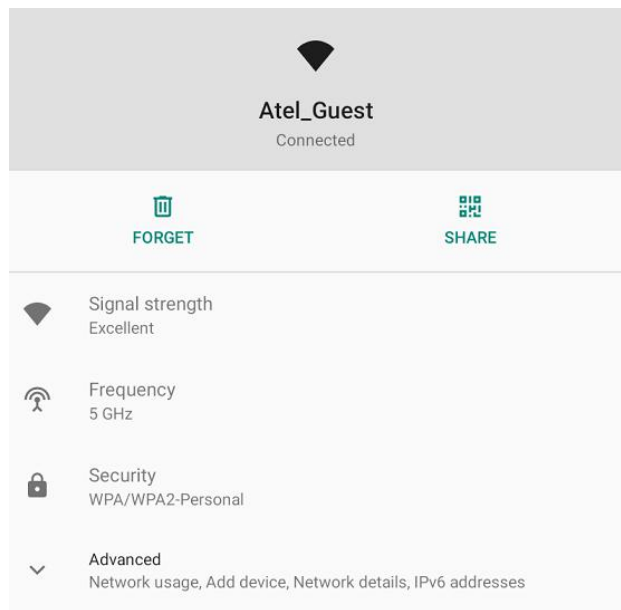 Atel_Guest
Connected
FORGET
SHARE
Signal strength
Excellent
Frequency
5 GHz
Security
WPA/WPA2-Personal
Advanced
Network usage, Add device, Network details, IPv6 addresses